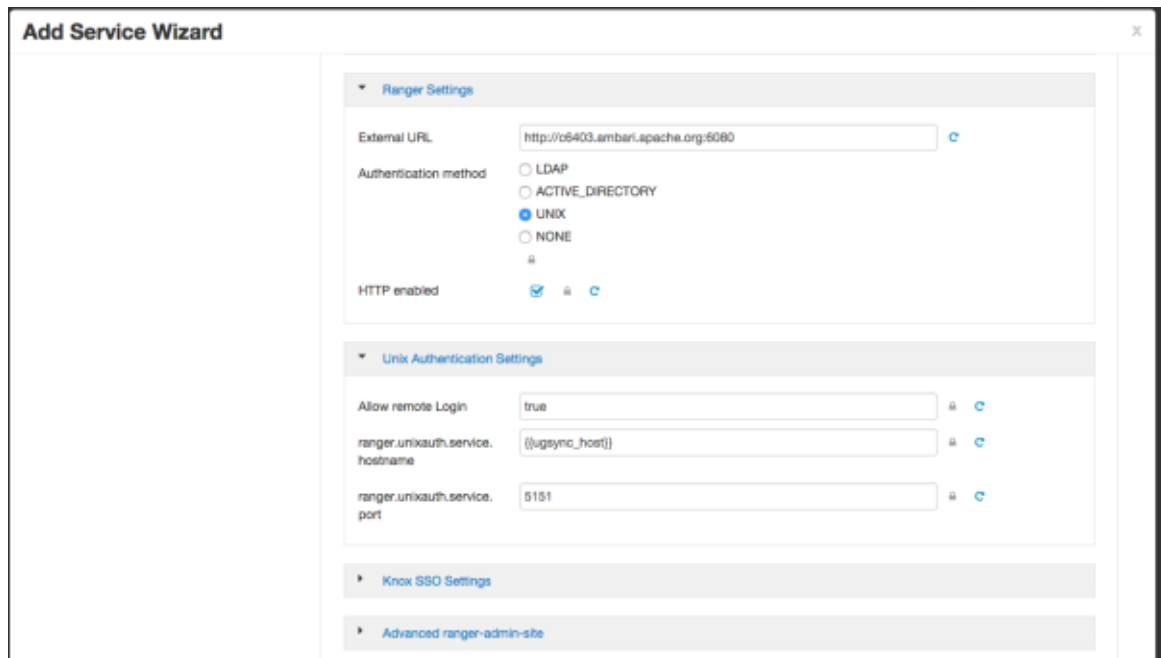 Add Service Wizard
x
Ranger Settings
External URL
http://c6403.ambari.apache.org:6080
Authentication method
LDAP
ACTIVE_DIRECTORY
UNIX
NONE
HTTP enabled
Unix Authentication Settings
Allow remote Login
true
ranger.unixauth.service.
hostname
{{ugsync_host}}
ranger.unixauth.service.
port
5151
Knox SSO Settings
Advanced ranger-admin-site